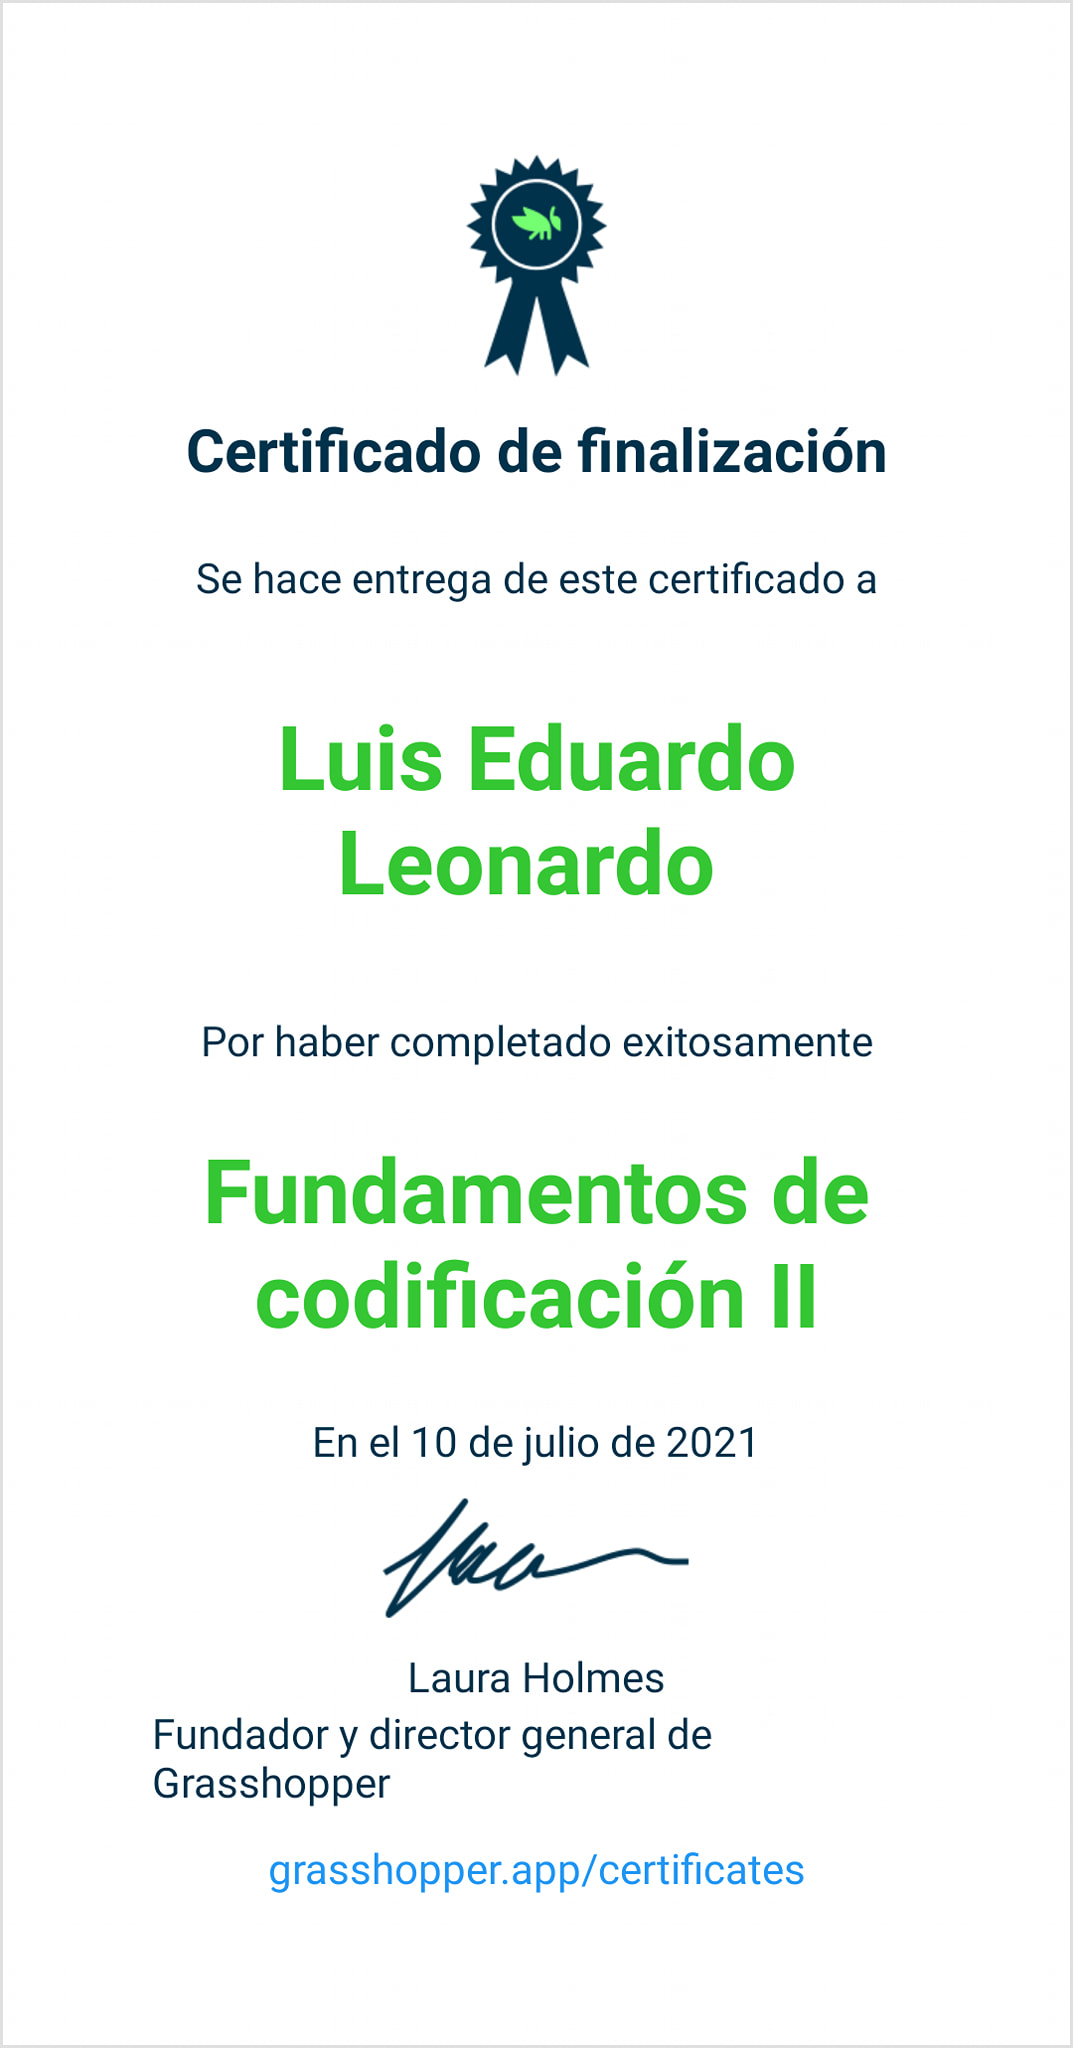 Certificado de finalización
Se hace entrega de este certificado a
Luis Eduardo
Leonardo
Por haber completado exitosamente
Fundamentos de
codificación II
En el 10 de julio de 2021
Laura Holmes
Fundador y director general de
Grasshopper
grasshopper.app/certificates